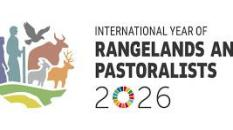 INTERNATIONAL YEAR OF
RANGELANDS AN
PASTORALISTS
2026